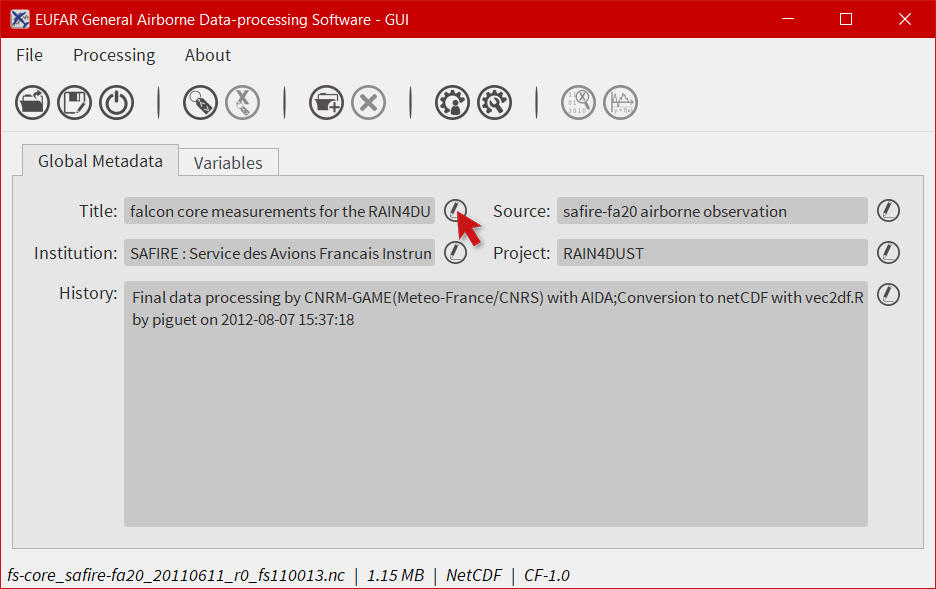 EUFAR General Airborne Data-processing Software - GUI
File Processing About
Global Metadata Variables
Title: falcon core measurements for the RAIN4DU Source: safire-fa20 airborne observation
Institution: SAFIRE : Service des Avions Francais Instrun Project: RAIN4DUST
History: Final data processing by CNRM-GAME(Meteo-France/CNRS) with AIDA;Conversion to netCDF with vec2df.R
by piguet on 2012-08-07 15:37:18
fs-core_safire-fa20_20110611_r0_fs110013.nc | 1.15 MB | NetCDF | CF-1.0